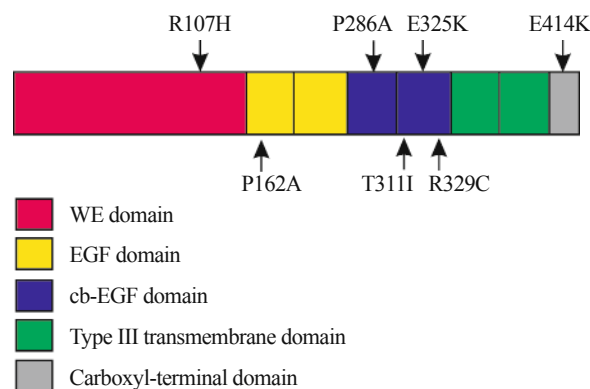 R107H P286A E325K E414K
P162A T311I R329C
WE domain
EGF domain
cb-EGF domain
Type III transmembrane domain
Carboxyl-terminal domain